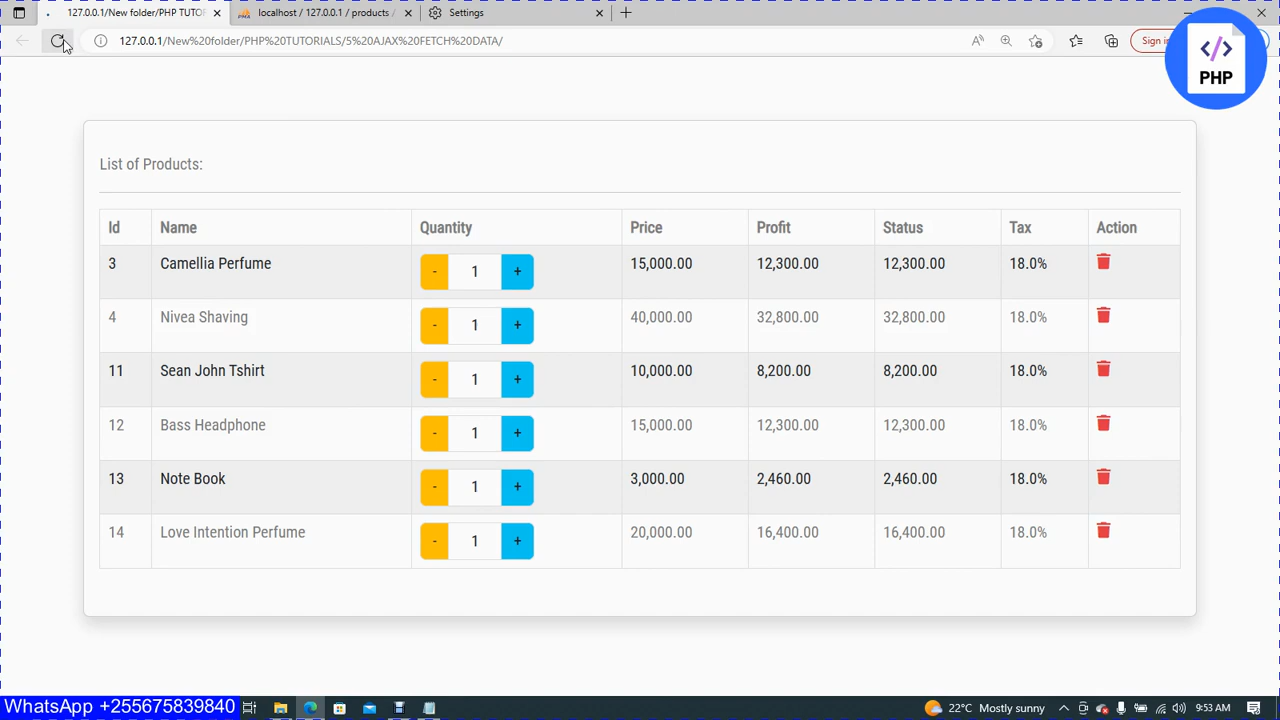 127.0.0.1/New folder/PHP TUTOR
localhost / 127.0.0.1 / products /
Settings
127.0.0.1/New%20folder/PHP%20TUTORIALS/5%20AJAX%20FETCH%20DATA/
Sign in
</>
PHP
List of Products:
Id Name Quantity Price Profit Status Tax Action
3 Camellia Perfume - 1 + 15,000.00 12,300.00 12,300.00 18.0%
4 Nivea Shaving - 1 + 40,000.00 32,800.00 32,800.00 18.0%
11 Sean John Tshirt - 1 + 10,000.00 8,200.00 8,200.00 18.0%
12 Bass Headphone - 1 + 15,000.00 12,300.00 12,300.00 18.0%
13 Note Book - 1 + 3,000.00 2,460.00 2,460.00 18.0%
14 Love Intention Perfume - 1 + 20,000.00 16,400.00 16,400.00 18.0%
WhatsApp +255675839840
22°C Mostly sunny
9:53 AM